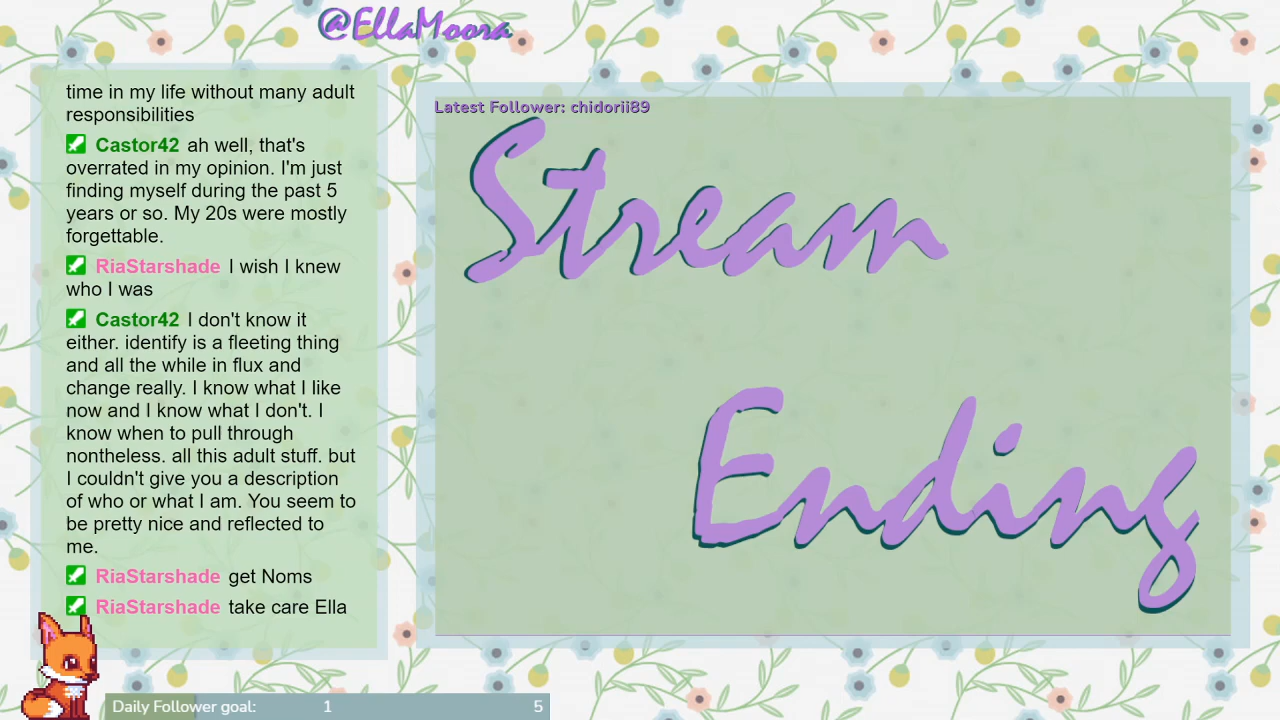 @EllaMoora
time in my life without many adult
responsibilities
Castor42 ah well, that's
overrated in my opinion. I'm just
finding myself during the past 5
years or so. My 20s were mostly
forgettable.
RiaStarshade I wish I knew
who I was
Castor42 I don't know it
either. identify is a fleeting thing
and all the while in flux and
change really. I know what I like
now and I know what I don't. I
know when to pull through
nontheless. all this adult stuff. but
I couldn't give you a description
of who or what I am. You seem to
be pretty nice and reflected to
me.
RiaStarshade get Noms
RiaStarshade take care Ella
Latest Follower: chidorii89
Stream
Ending
Daily Follower goal: 1 5